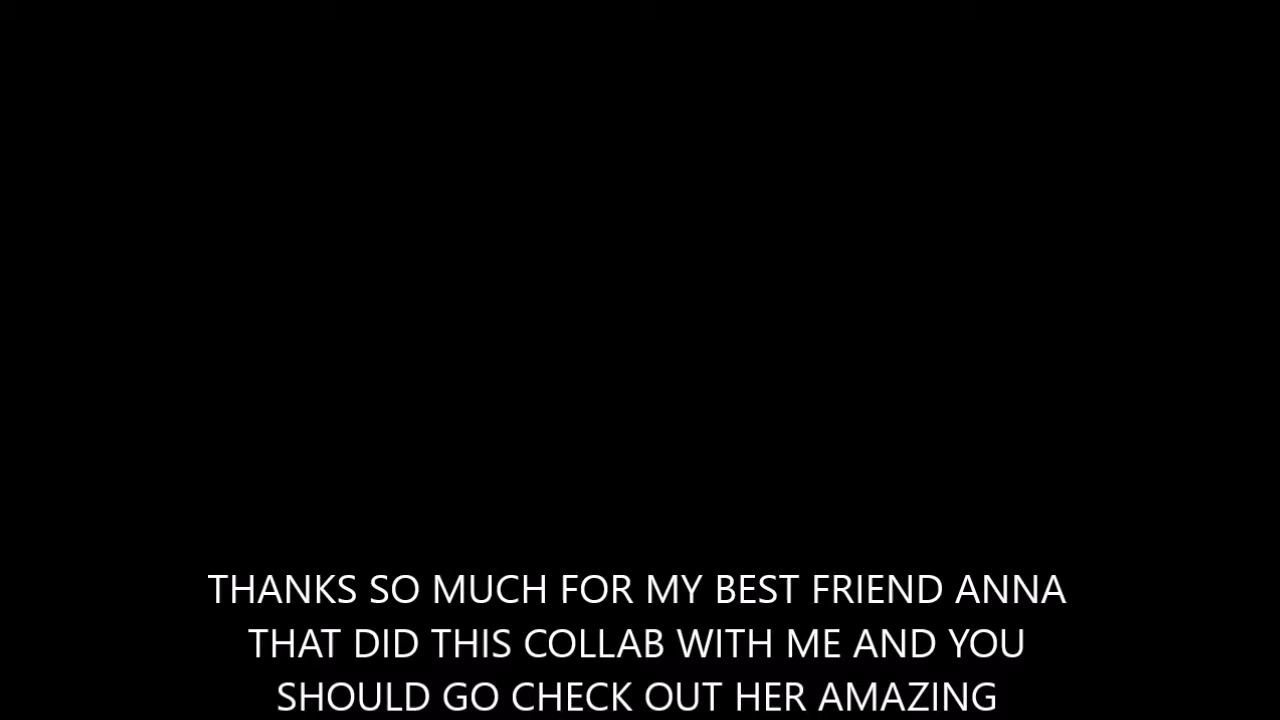 THANKS SO MUCH FOR MY BEST FRIEND ANNA
THAT DID THIS COLLAB WITH ME AND YOU
SHOULD GO CHECK OUT HER AMAZING